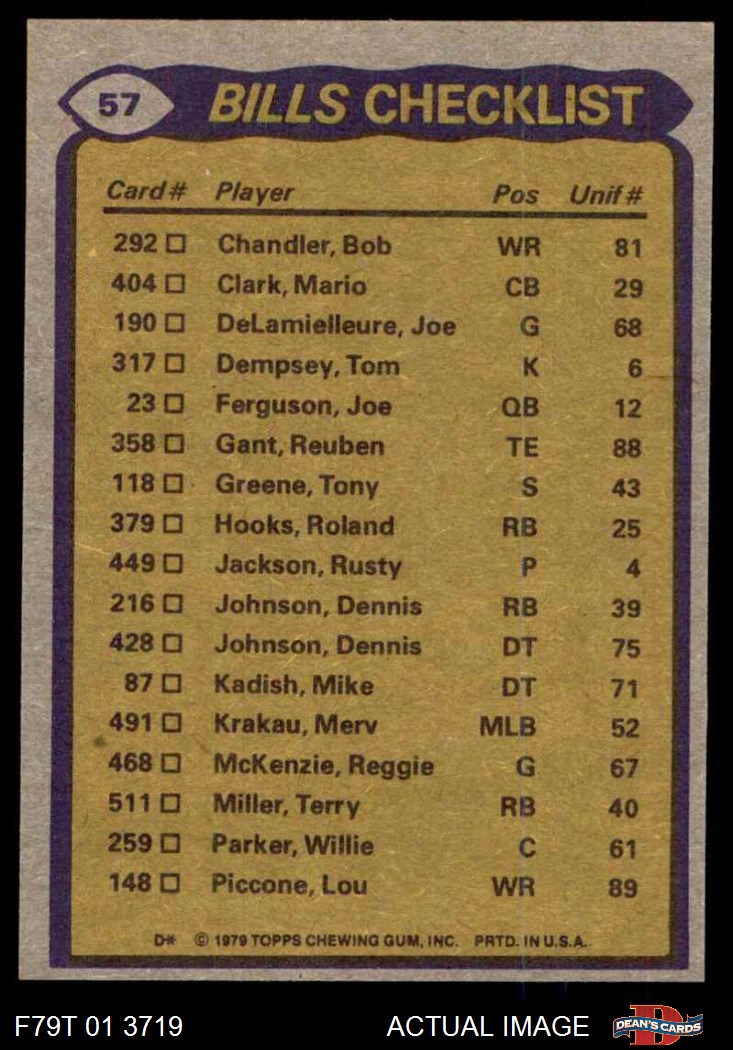 57 BILLS CHECKLIST
Card# Player Pos Unif#
292 Chandler, Bob WR 81
404 Clark, Mario CB 29
190 DeLamielleure, Joe G 68
317 Dempsey, Tom K 6
23 Ferguson, Joe QB 12
358 Gant, Reuben TE 88
118 Greene, Tony S 43
379 Hooks, Roland RB 25
449 Jackson, Rusty P 4
216 Johnson, Dennis RB 39
428 Johnson, Dennis DT 75
87 Kadish, Mike DT 71
491 Krakau, Merv MLB 52
468 McKenzie, Reggie G 67
511 Miller, Terry RB 40
259 Parker, Willie C 61
148 Piccone, Lou WR 89
D* © 1979 TOPPS CHEWING GUM, INC. PRTD. IN U.S.A.
F79T 01 3719 ACTUAL IMAGE D DEAN'S CARDS